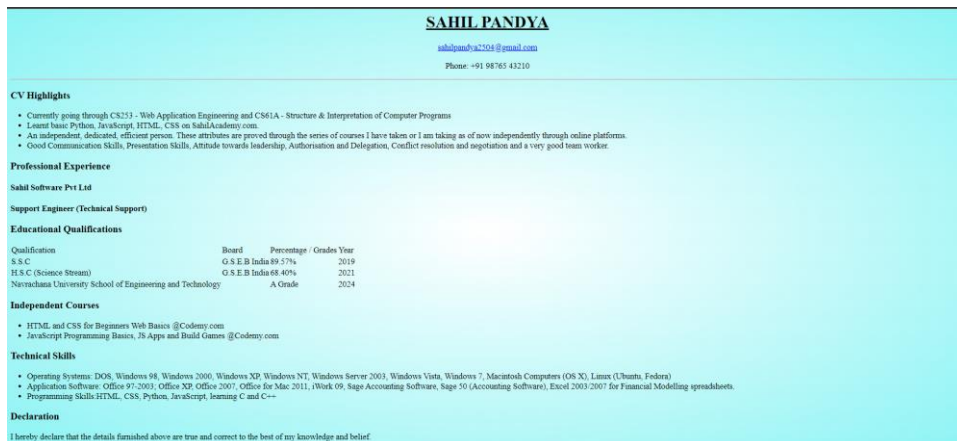 SAHIL PANDYA
sahilpandya2504@gmail.com
Phone: +91 98765 43210
CV Highlights
• Currently going through CS253 - Web Application Engineering and CS61A - Structure & Interpretation of Computer Programs
• Learnt basic Python, JavaScript, HTML, CSS on SahilAcademy.com.
• An independent, dedicated, efficient person. These attributes are proved through the series of courses I have taken or I am taking as of now independently through online platforms.
• Good Communication Skills, Presentation Skills, Attitude towards leadership, Authorisation and Delegation, Conflict resolution and negotiation and a very good team worker.
Professional Experience
Sahil Software Pvt Ltd
Support Engineer (Technical Support)
Educational Qualifications
Qualification Board Percentage / Grades Year
S.S.C G.S.E.B India 89.57% 2019
H.S.C (Science Stream) G.S.E.B India 68.40% 2021
Navrachana University School of Engineering and Technology A Grade 2024
Independent Courses
• HTML and CSS for Beginners Web Basics @Codemy.com
• JavaScript Programming Basics, JS Apps and Build Games @Codemy.com
Technical Skills
• Operating Systems: DOS, Windows 98, Windows 2000, Windows XP, Windows NT, Windows Server 2003, Windows Vista, Windows 7, Macintosh Computers (OS X), Linux (Ubuntu, Fedora)
• Application Software: Office 97-2003; Office XP, Office 2007, Office for Mac 2011, iWork 09, Sage Accounting Software, Sage 50 (Accounting Software), Excel 2003/2007 for Financial Modelling spreadsheets.
• Programming Skills:HTML, CSS, Python, JavaScript, learning C and C++
Declaration
I hereby declare that the details furnished above are true and correct to the best of my knowledge and belief.